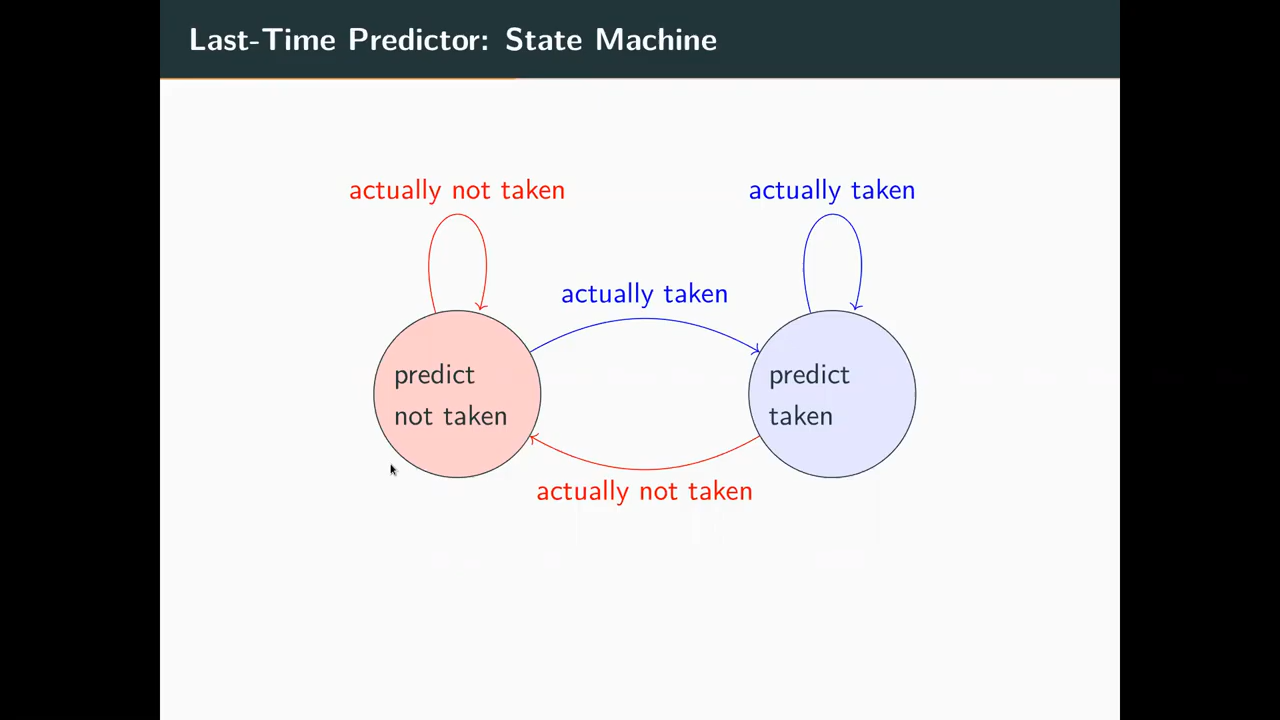 Last-Time Predictor: State Machine
actually not taken
actually taken
actually taken
predict
not taken
predict
taken
actually not taken